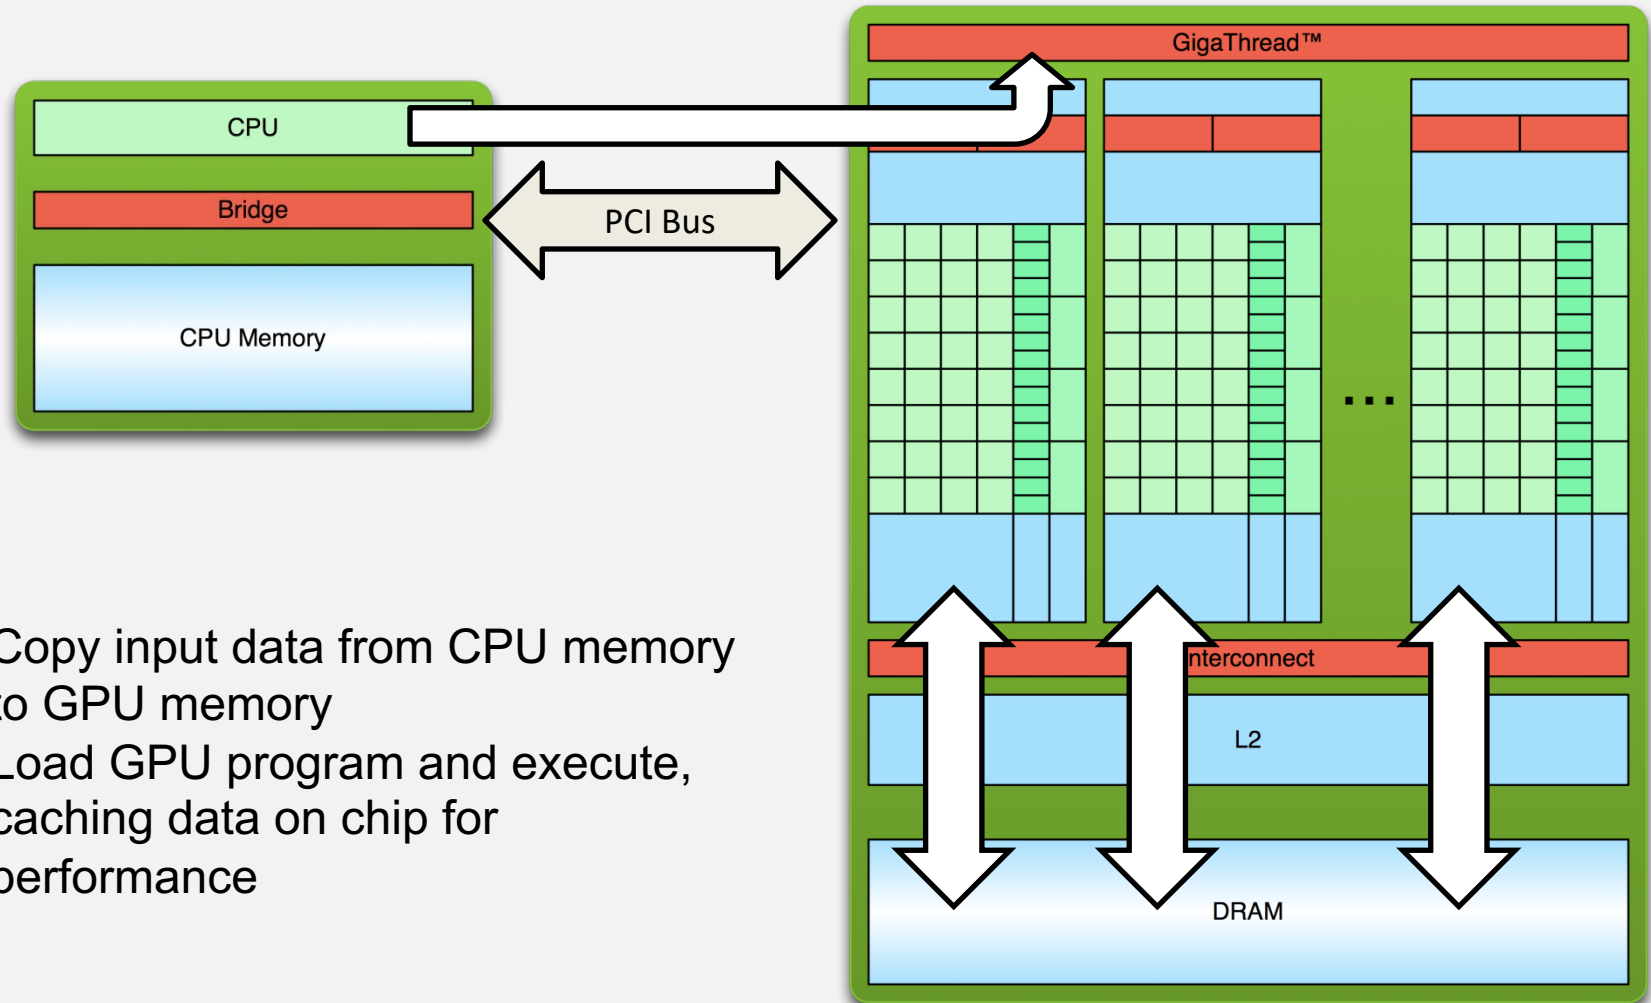 GigaThread™
CPU
Bridge
PCI Bus
CPU Memory
...
Copy input data from CPU memory
to GPU memory
Load GPU program and execute,
caching data on chip for
performance
nterconnect
L2
DRAM